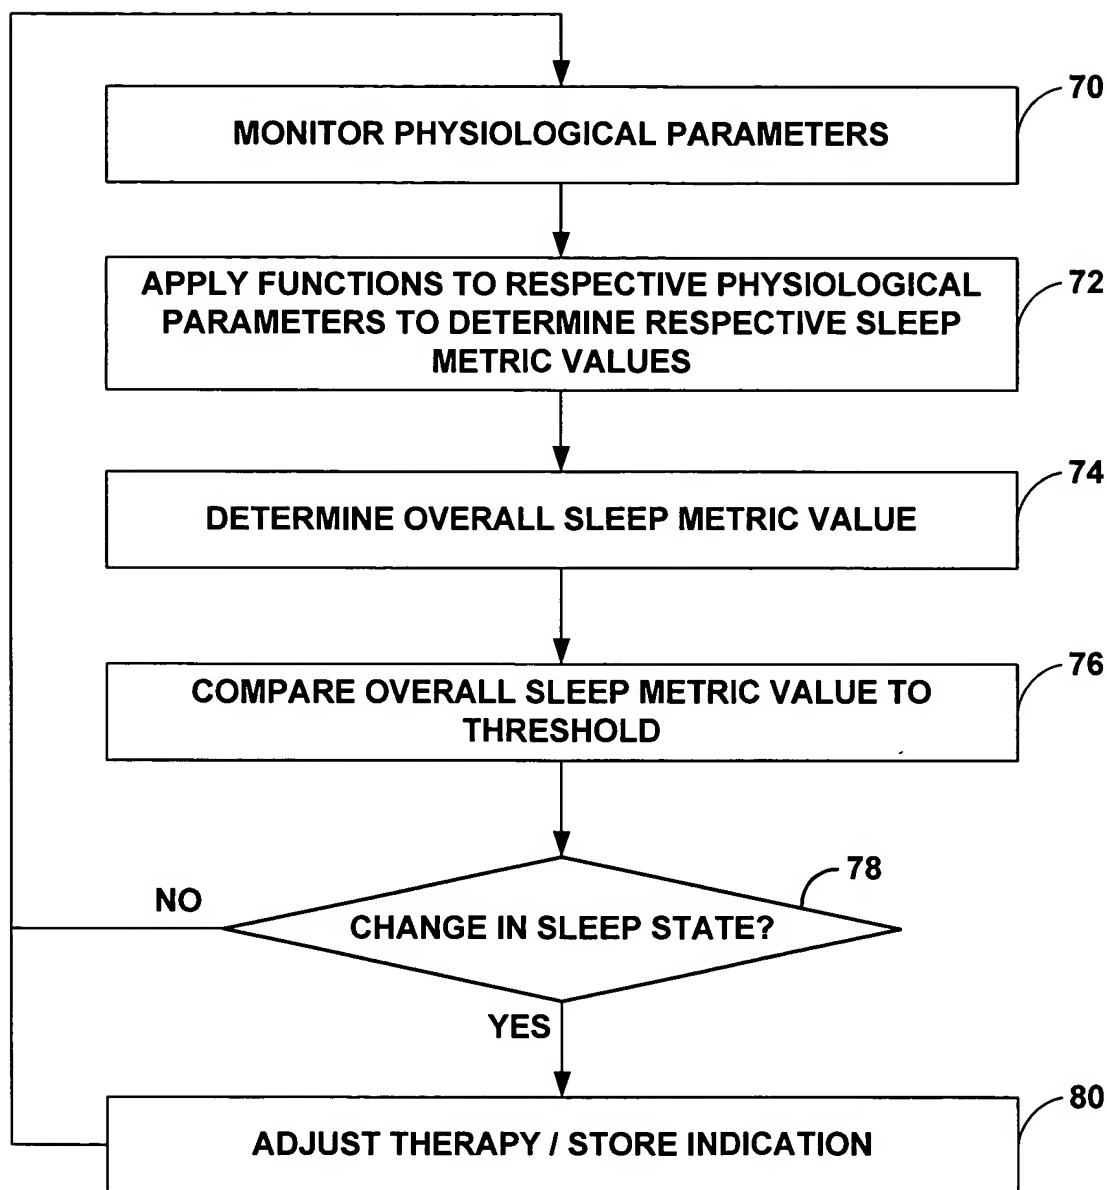 70
MONITOR PHYSIOLOGICAL PARAMETERS
APPLY FUNCTIONS TO RESPECTIVE PHYSIOLOGICAL
PARAMETERS TO DETERMINE RESPECTIVE SLEEP
METRIC VALUES
72
74
DETERMINE OVERALL SLEEP METRIC VALUE
76
COMPARE OVERALL SLEEP METRIC VALUE TO
THRESHOLD
78
NO
CHANGE IN SLEEP STATE?
YES
80
ADJUST THERAPY / STORE INDICATION